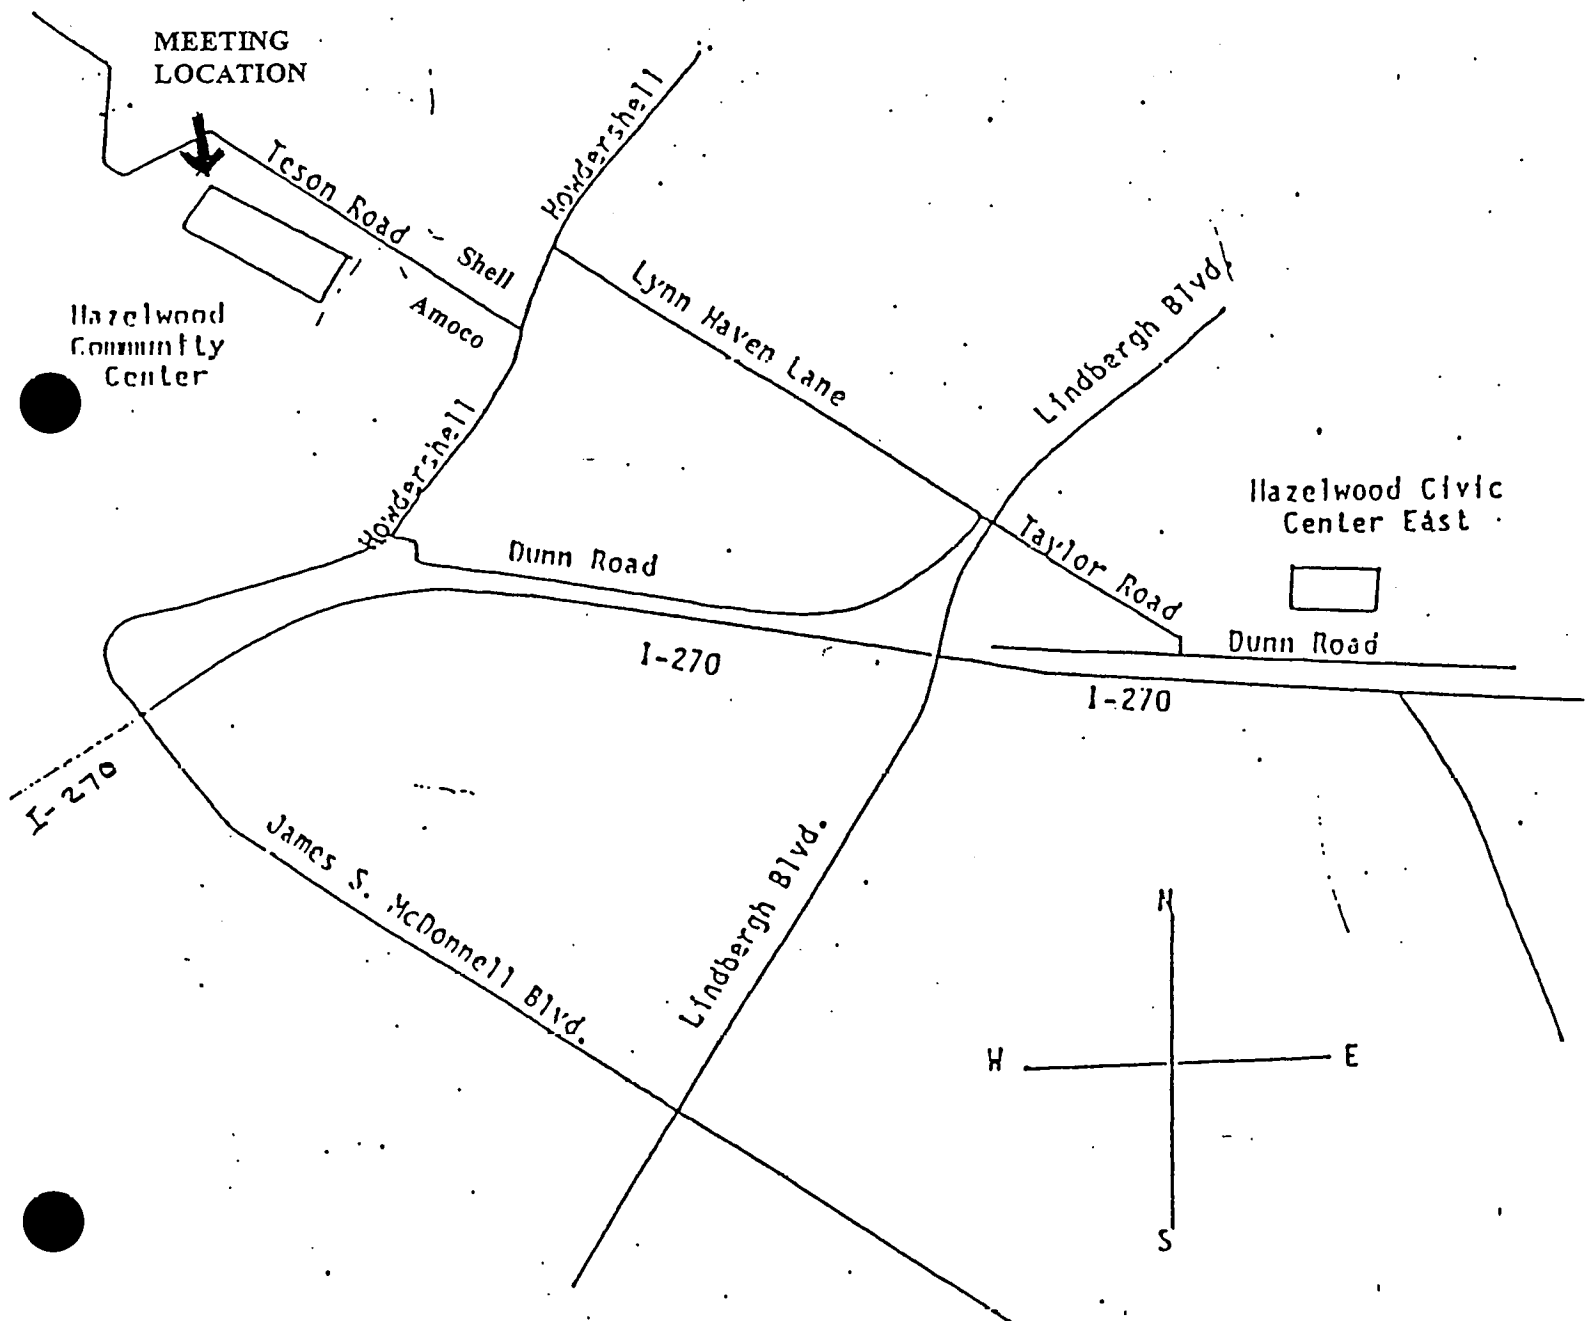 MEETING
LOCATION
Howdershell
Teson Road
Shell
Amoco
Hazelwood
Community
Center
Lynn Haven Lane
Lindbergh Blvd.
Howdershell
Hazelwood Civic
Center East
Dunn Road
Taylor Road
Dunn Road
I-270
I-270
I-270
James S. McDonnell Blvd.
Lindbergh Blvd.
N
W
E
S